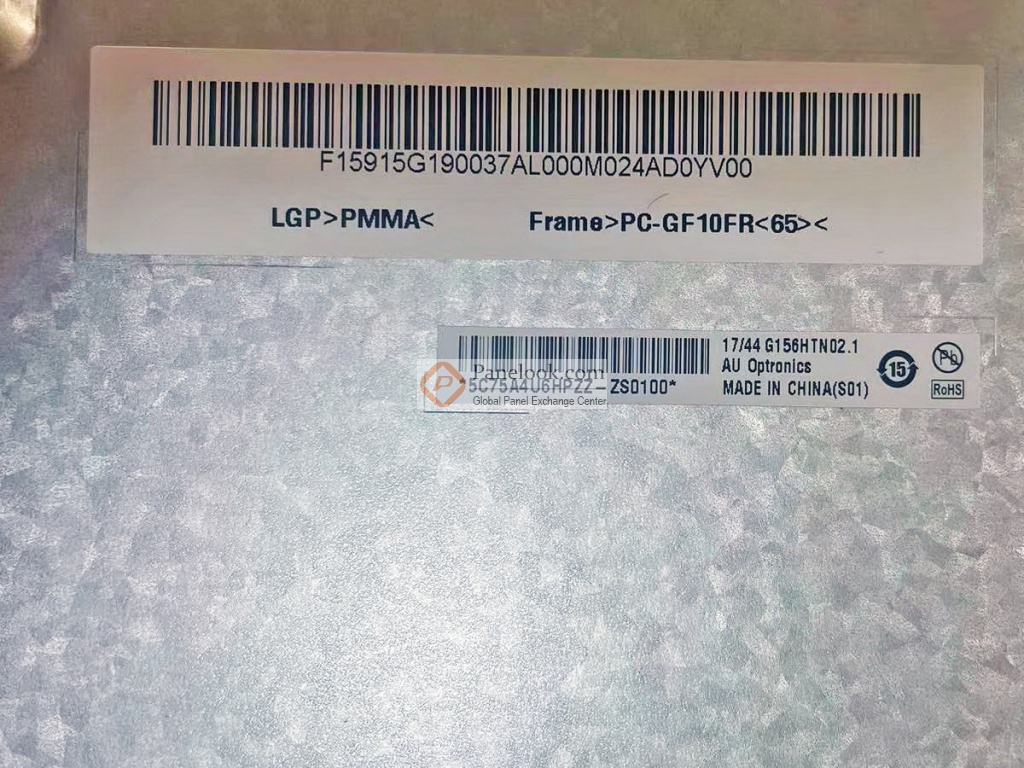 F15915G190037AL000M024AD0YV00
LGP>PMMA<
Frame>PC-GF10FR<65><
17/44 G156HTN02.1
AU Optronics
MADE IN CHINA(S01)
15
Pb
RoHS
Panelook.com
5C75A4U6HPZZ-ZS0100*
Global Panel Exchange Center